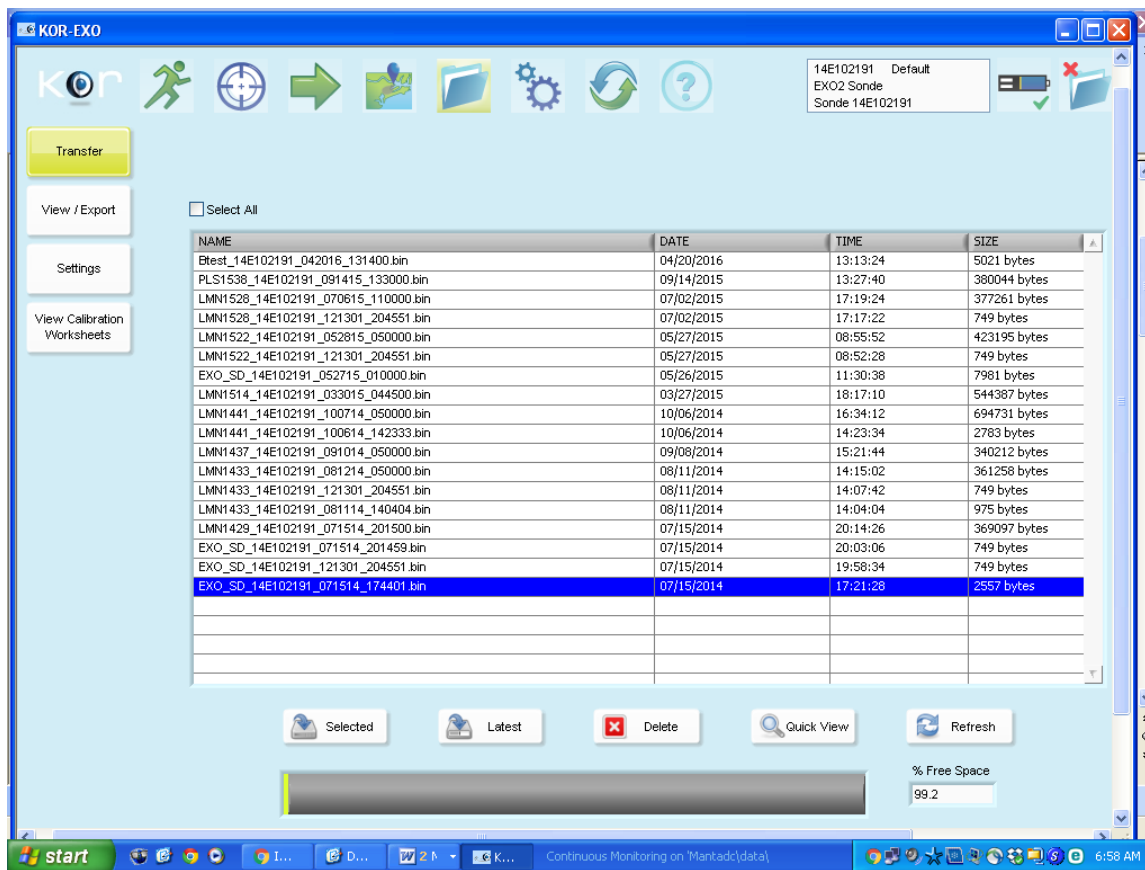 KOR-EXO
kor
14E102191 Default
EXO2 Sonde
Sonde 14E102191
Transfer
View / Export
Settings
View Calibration
Worksheets
Select All
NAME DATE TIME SIZE
Btest_14E102191_042016_131400.bin 04/20/2016 13:13:24 5021 bytes
PLS1538_14E102191_091415_133000.bin 09/14/2015 13:27:40 380044 bytes
LMN1528_14E102191_070615_110000.bin 07/02/2015 17:19:24 377261 bytes
LMN1528_14E102191_121301_204551.bin 07/02/2015 17:17:22 749 bytes
LMN1522_14E102191_052815_050000.bin 05/27/2015 08:55:52 423195 bytes
LMN1522_14E102191_121301_204551.bin 05/27/2015 08:52:28 749 bytes
EXO_SD_14E102191_052715_010000.bin 05/26/2015 11:30:38 7981 bytes
LMN1514_14E102191_033015_044500.bin 03/27/2015 18:17:10 544387 bytes
LMN1441_14E102191_100714_050000.bin 10/06/2014 16:34:12 694731 bytes
LMN1441_14E102191_100614_142333.bin 10/06/2014 14:23:34 2783 bytes
LMN1437_14E102191_091014_050000.bin 09/08/2014 15:21:44 340212 bytes
LMN1433_14E102191_081214_050000.bin 08/11/2014 14:15:02 361258 bytes
LMN1433_14E102191_121301_204551.bin 08/11/2014 14:07:42 749 bytes
LMN1433_14E102191_081114_140404.bin 08/11/2014 14:04:04 975 bytes
LMN1429_14E102191_071514_201500.bin 07/15/2014 20:14:26 369097 bytes
EXO_SD_14E102191_071514_201459.bin 07/15/2014 20:03:06 749 bytes
EXO_SD_14E102191_121301_204551.bin 07/15/2014 19:58:34 749 bytes
EXO_SD_14E102191_071514_174401.bin 07/15/2014 17:21:28 2557 bytes
Selected Latest Delete Quick View Refresh
% Free Space
99.2
start I... D... 2 K... Continuous Monitoring on 'Mantadc\data\ 6:58 AM